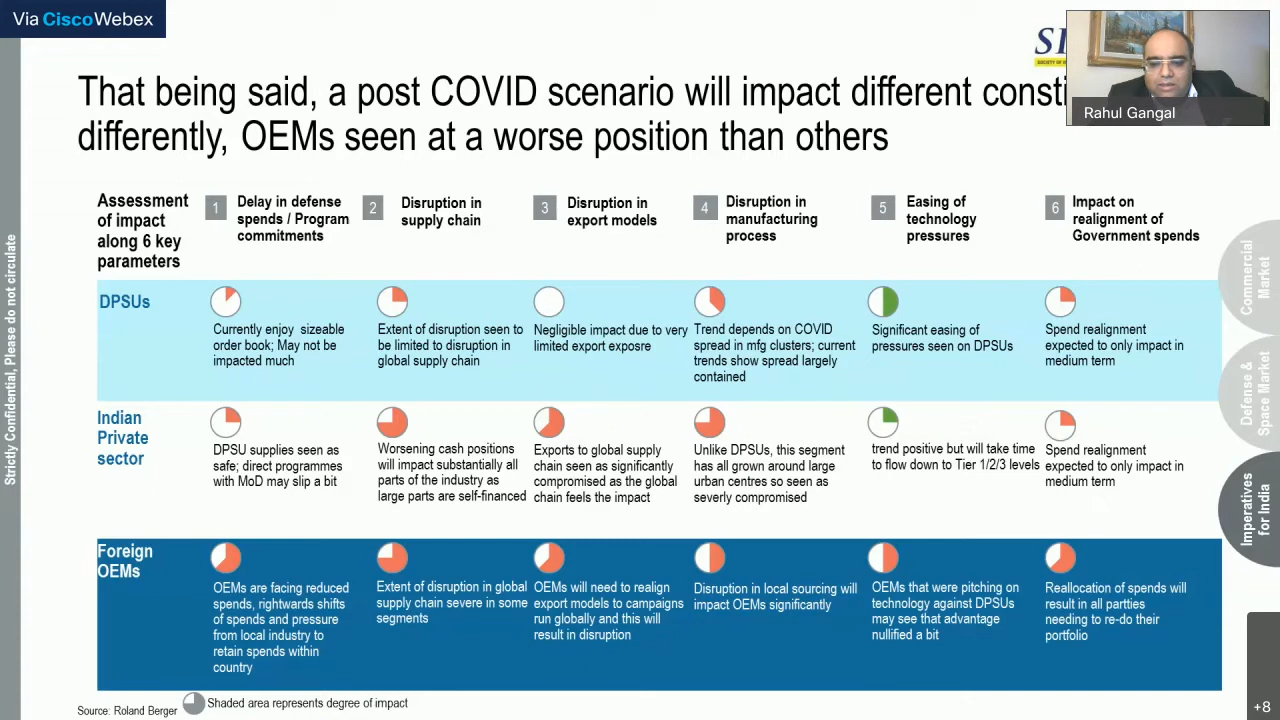 Via CiscoWebex
SI
SOCIETY OF
Rahul Gangal
That being said, a post COVID scenario will impact different consti
differently, OEMs seen at a worse position than others
Assessment
of impact
along 6 key
parameters
1
Delay in defense
spends / Program
commitments
2
Disruption in
supply chain
3
Disruption in
export models
4
Disruption in
manufacturing
process
5
Easing of
technology
pressures
6
Impact on
realignment of
Government spends
DPSUs
Currently enjoy sizeable
order book; May not be
impacted much
Extent of disruption seen to
be limited to disruption in
global supply chain
Negligible impact due to very
limited export exposre
Trend depends on COVID
spread in mfg clusters; current
trends show spread largely
contained
Significant easing of
pressures seen on DPSUs
Spend realignment
expected to only impact in
medium term
Indian
Private
sector
DPSU supplies seen as
safe; direct programmes
with MoD may slip a bit
Worsening cash positions
will impact substantially all
parts of the industry as
large parts are self-financed
Exports to global supply
chain seen as significantly
compromised as the global
chain feels the impact
Unlike DPSUs, this segment
has all grown around large
urban centres so seen as
severly compromised
trend positive but will take time
to flow down to Tier 1/2/3 levels
Spend realignment
expected to only impact in
medium term
Foreign
OEMs
OEMs are facing reduced
spends, rightwards shifts
of spends and pressure
from local industry to
retain spends within
country
Extent of disruption in global
supply chain severe in some
segments
OEMs will need to realign
export models to campaigns
run globally and this will
result in disruption
Disruption in local sourcing will
impact OEMs significantly
OEMs that were pitching on
technology against DPSUs
may see that advantage
nullified a bit
Reallocation of spends will
result in all parties
needing to re-do their
portfolio
Source: Roland Berger
Shaded area represents degree of impact
Strictly Confidential, Please do not circulate
Commercial
Market
Defense &
Space Market
Imperatives
for India
+8